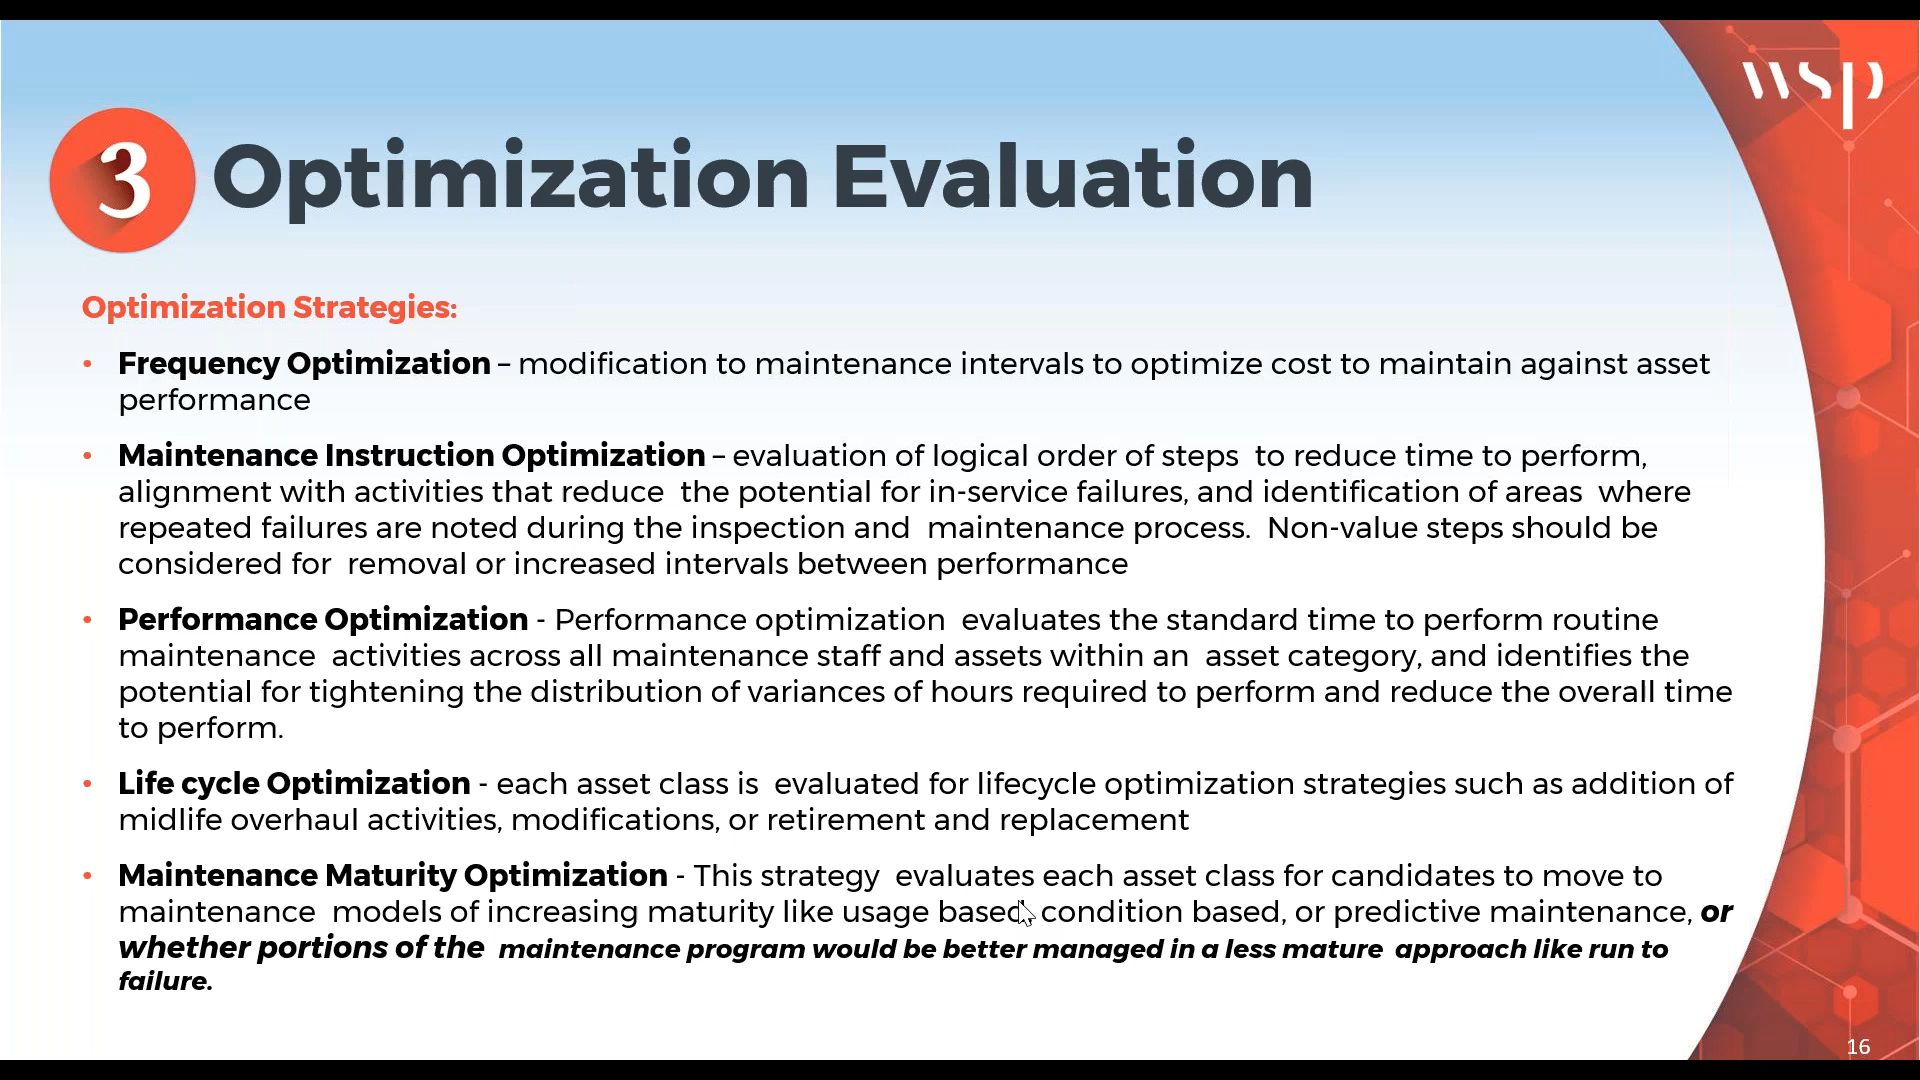 wsp
3 Optimization Evaluation
Optimization Strategies:
• Frequency Optimization – modification to maintenance intervals to optimize cost to maintain against asset
performance
• Maintenance Instruction Optimization – evaluation of logical order of steps  to reduce time to perform,
alignment with activities that reduce  the potential for in-service failures, and identification of areas  where
repeated failures are noted during the inspection and  maintenance process.  Non-value steps should be
considered for  removal or increased intervals between performance
• Performance Optimization - Performance optimization  evaluates the standard time to perform routine
maintenance  activities across all maintenance staff and assets within an  asset category, and identifies the
potential for tightening the distribution of variances of hours required to perform and reduce the overall time
to perform.
• Life cycle Optimization - each asset class is  evaluated for lifecycle optimization strategies such as addition of
midlife overhaul activities, modifications, or retirement and replacement
• Maintenance Maturity Optimization - This strategy  evaluates each asset class for candidates to move to
maintenance  models of increasing maturity like usage based, condition based, or predictive maintenance, or
whether portions of the  maintenance program would be better managed in a less mature  approach like run to
failure.
16